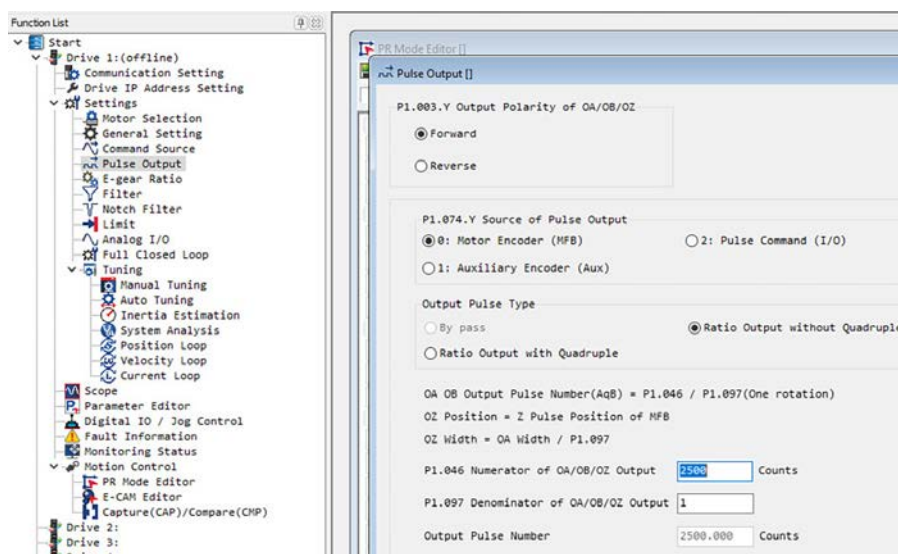 Function List
Start
Drive 1:(offline)
Communication Setting
Drive IP Address Setting
Settings
Motor Selection
General Setting
Command Source
Pulse Output
E-gear Ratio
Filter
Notch Filter
Limit
Analog I/O
Full Closed Loop
Tuning
Manual Tuning
Auto Tuning
Inertia Estimation
System Analysis
Position Loop
Velocity Loop
Current Loop
Scope
Parameter Editor
Digital IO / Jog Control
Fault Information
Monitoring Status
Motion Control
PR Mode Editor
E-CAM Editor
Capture(CAP)/Compare(CMP)
Drive 2:
Drive 3:
PR Mode Editor []
Pulse Output []
P1.003.Y Output Polarity of OA/OB/OZ
Forward
Reverse
P1.074.Y Source of Pulse Output
0: Motor Encoder (MFB)
2: Pulse Command (I/O)
1: Auxiliary Encoder (Aux)
Output Pulse Type
By pass
Ratio Output without Quadruple
Ratio Output with Quadruple
OA OB Output Pulse Number(AqB) = P1.046 / P1.097(One rotation)
OZ Position = Z Pulse Position of MFB
OZ Width = OA Width / P1.097
P1.046 Numerator of OA/OB/OZ Output 2500 Counts
P1.097 Denominator of OA/OB/OZ Output 1
Output Pulse Number 2500.000 Counts